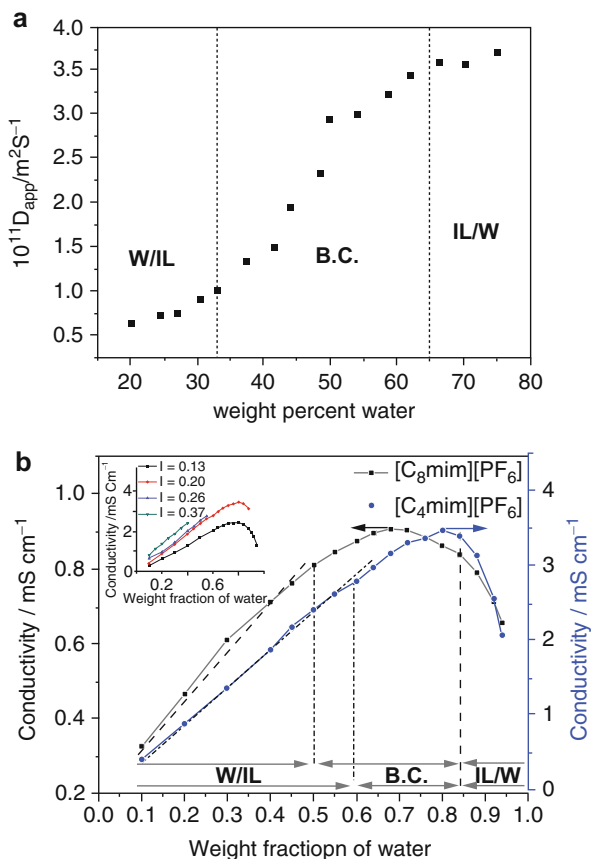 a
4.0
3.5
3.0
2.5
2.0
1.5
1.0
0.5
10¹¹D_app/m²S⁻¹
W/IL
B.C.
IL/W
20 30 40 50 60 70 80
weight percent water
b
1.0
0.8
0.6
0.4
0.2
Conductivity / mS cm⁻¹
I = 0.13
I = 0.20
I = 0.26
I = 0.37
Conductivity /mS Cm⁻¹
4
2
0
0.6
Weight fraction of water
[C₈mim][PF₆]
[C₄mim][PF₆]
4
3
2
1
0
Conductivity / mS cm⁻¹
W/IL
B.C.
IL/W
0.0 0.1 0.2 0.3 0.4 0.5 0.6 0.7 0.8 0.9 1.0
Weight fractiopn of water